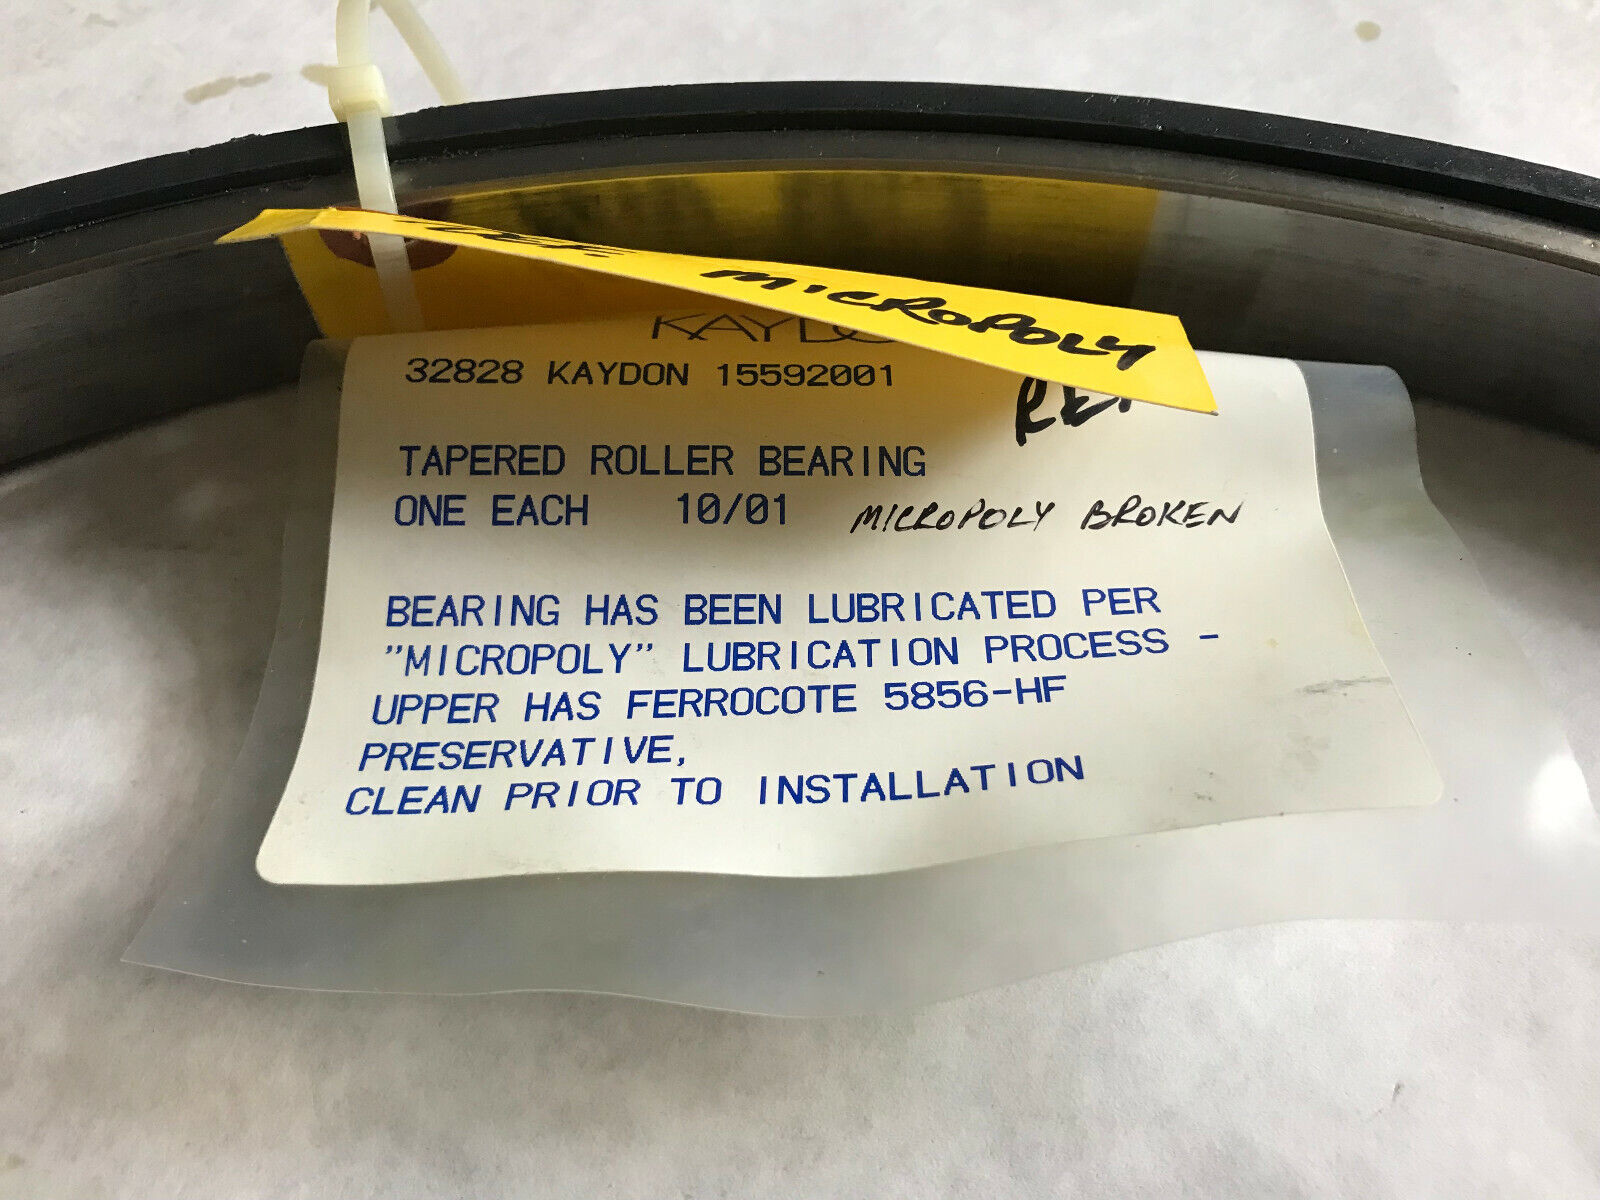 MICROPOLY
32828 KAYDON 15592001
TAPERED ROLLER BEARING
ONE EACH 10/01 MICROPOLY BROKEN
BEARING HAS BEEN LUBRICATED PER
"MICROPOLY" LUBRICATION PROCESS -
UPPER HAS FERROCOTE 5856-HF
PRESERVATIVE,
CLEAN PRIOR TO INSTALLATION